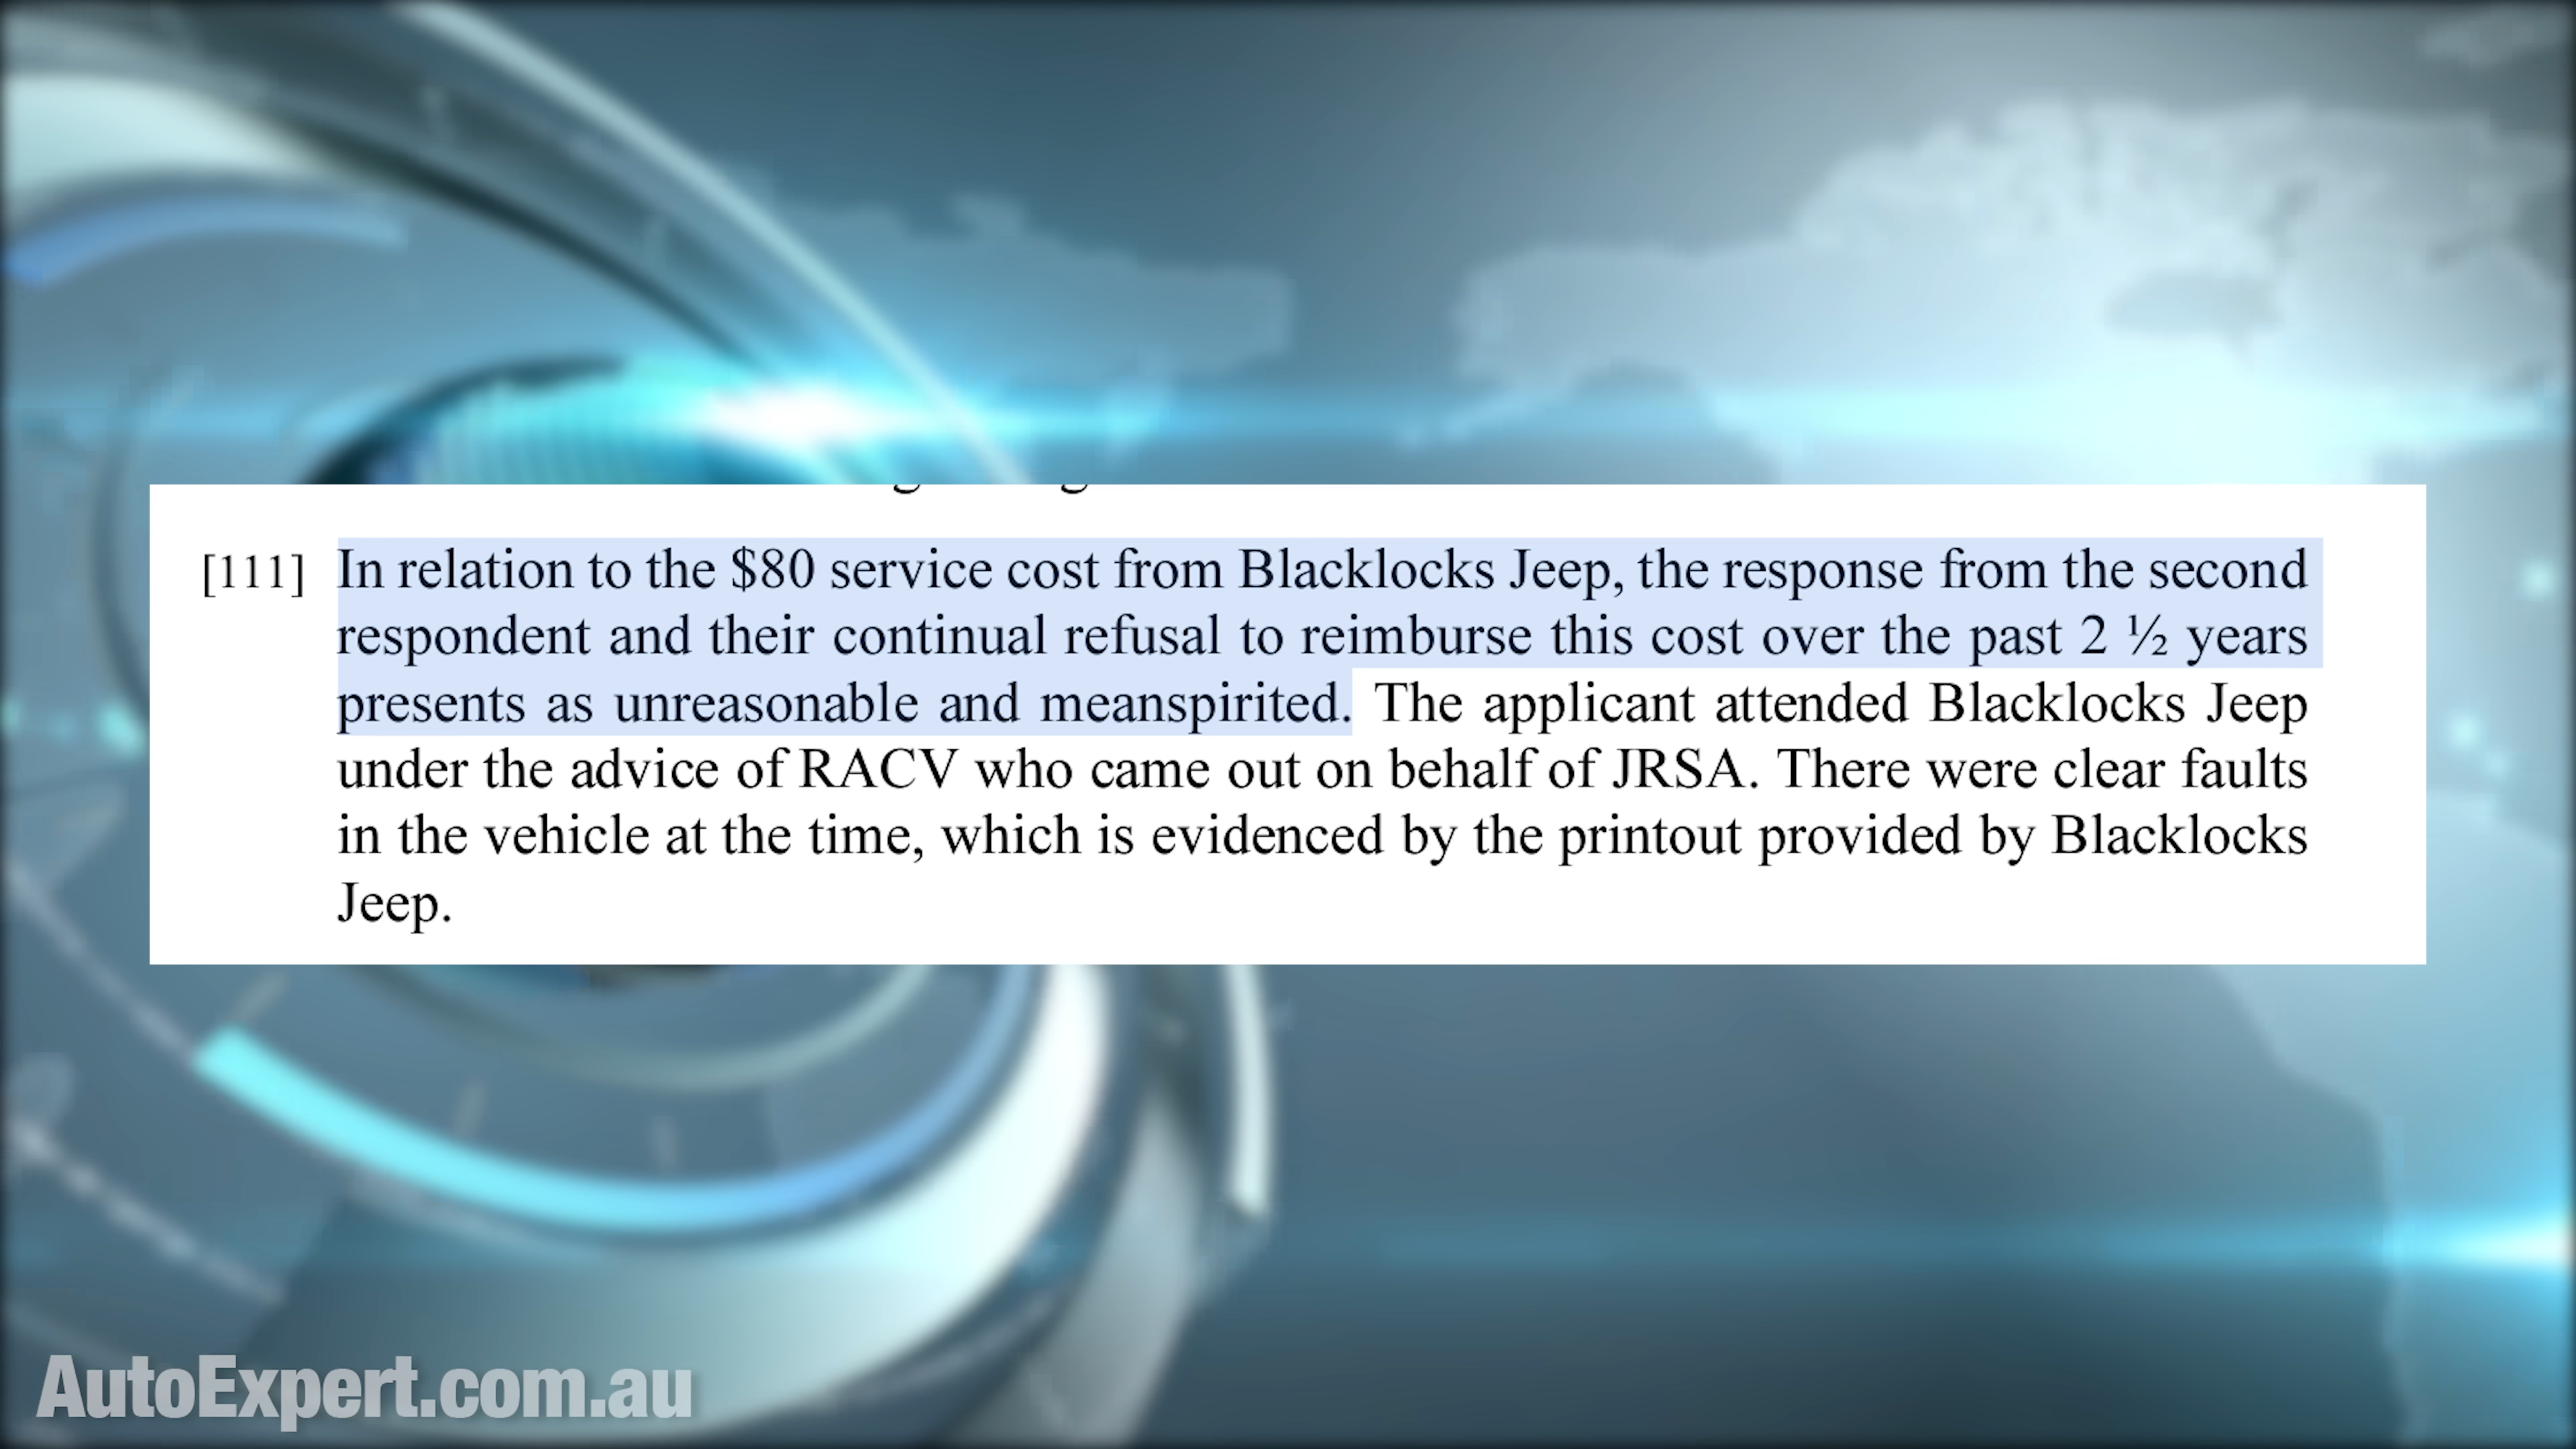 [111] In relation to the $80 service cost from Blacklocks Jeep, the response from the second
respondent and their continual refusal to reimburse this cost over the past 2 ½ years
presents as unreasonable and meanspirited. The applicant attended Blacklocks Jeep
under the advice of RACV who came out on behalf of JRSA. There were clear faults
in the vehicle at the time, which is evidenced by the printout provided by Blacklocks
Jeep.
AutoExpert.com.au